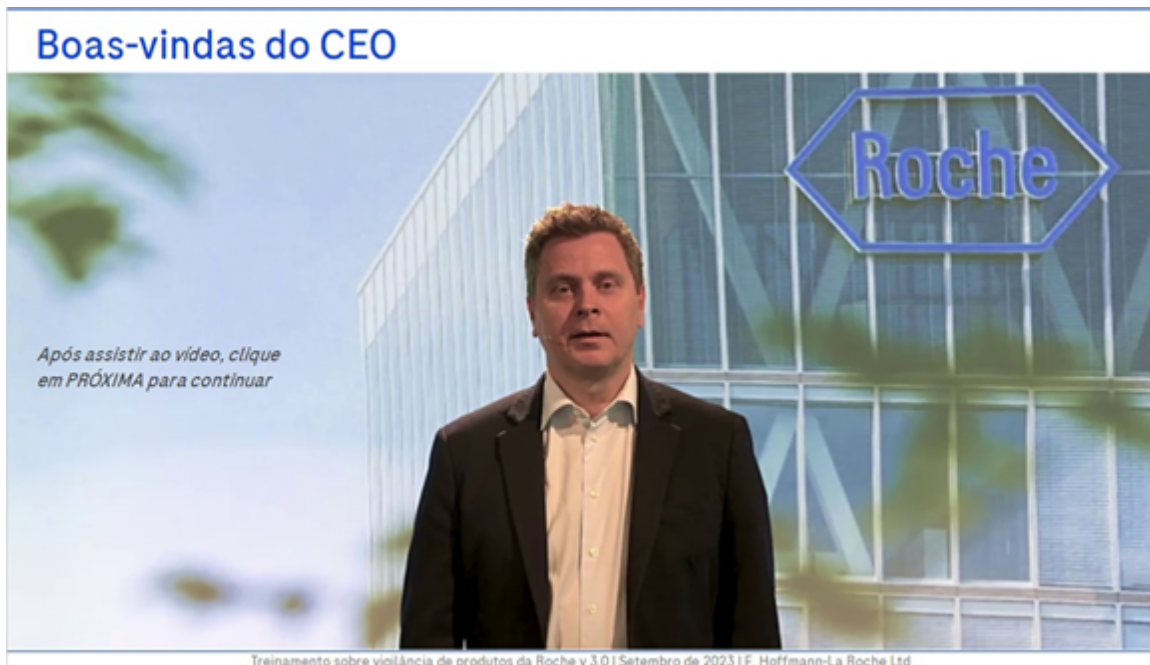 Boas-vindas do CEO
Roche
Após assistir ao vídeo, clique
em PRÓXIMA para continuar
Treinamento sobre vigilância de produtos da Roche v 3.0 | Setembro de 2023 | F. Hoffmann-La Roche Ltd